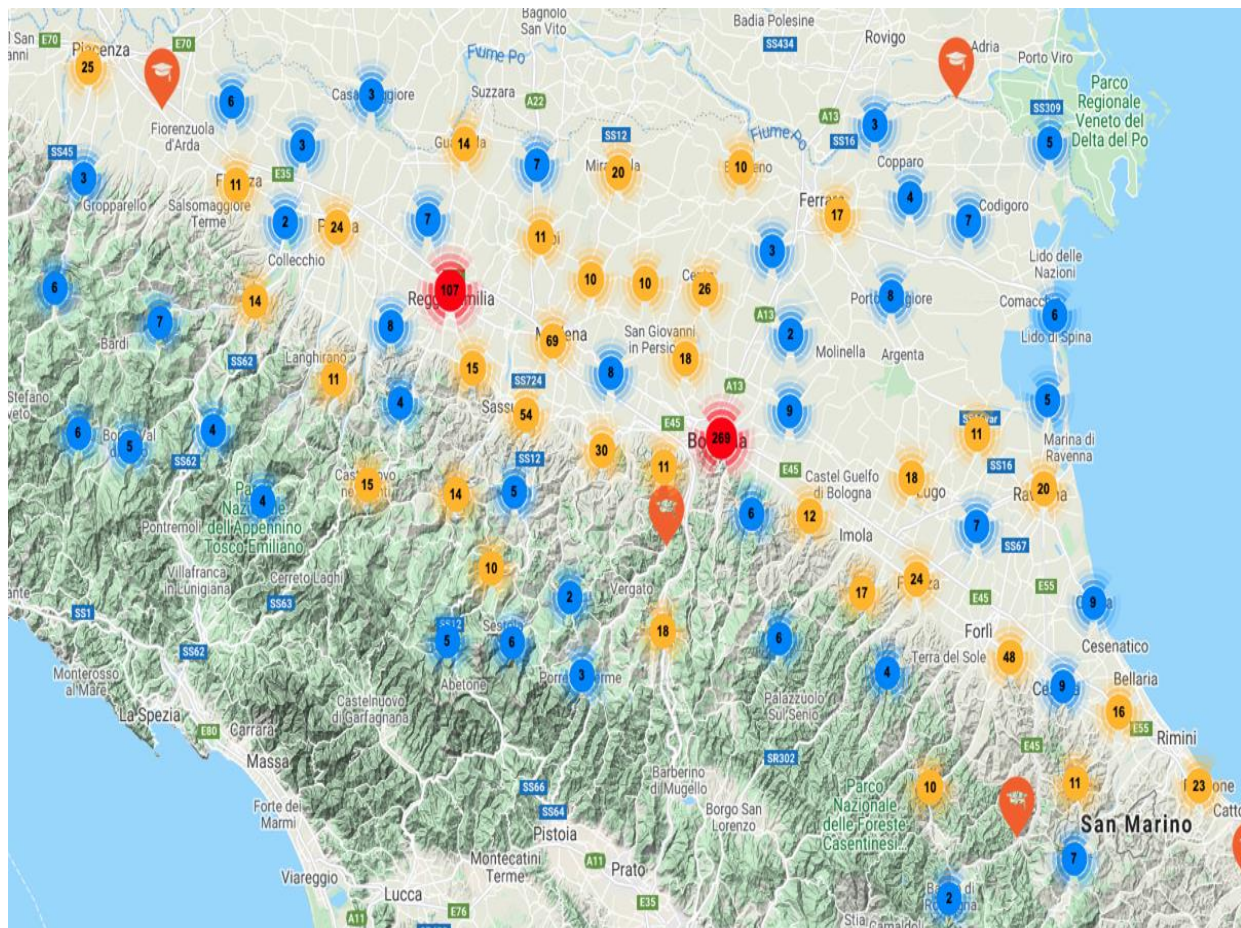 Bagnolo
San Vito
Badia Polesine
SS434
Rovigo
Adria
Porto Viro
E70
Piacenza
E70
25
Fiume Po
Suzzara
A22
Parco
Regionale
Veneto del
Delta del Po
6
3
Fiorenzuola
d'Arda
A13
SS309
SS12
Fiume Po
3
SS16
5
SS45
3
14
7
20
10
Copparo
E35
3
Gropparello
11
Salsomaggiore
Terme
4
Codigoro
Ferrara
17
7
2
24
7
11
Collecchio
3
Lido delle
Nazioni
6
14
107
10
10
26
8
Comacchio
A13
6
Lido di Spina
7
Bardi
8
69
San Giovanni
in Persiceto
2
Molinella
Argenta
Langhirano
SS62
11
15
8
18
SS724
A13
4
Sassuolo
54
9
5
6
5
4
SS62
30
E45
269
11
Marina di
Ravenna
SS12
11
E45
SS16
Castel Guelfo
di Bologna
15
14
5
18
Lugo
20
4
Pontremoli
Parco
Nazionale
dell'Appennino
Tosco Emiliano
6
12
Imola
7
SS67
Villafranca
in Lunigiana
Cerreto Laghi
SS63
10
2
Vergato
17
24
E45
E55
SS1
5
6
18
6
Forlì
9
Terra del Sole
48
Cesenatico
SS62
Monterosso
al Mare
Abetone
3
4
9
Bellaria
Castelnuovo
di Garfagnana
Palazzuolo
Sul Senio
16
La Spezia
Carrara
E80
E55
Rimini
E45
SR302
Massa
Barberino
di Mugello
SS66
SS64
10
11
23
Forte dei
Marmi
Borgo San
Lorenzo
Parco
Nazionale
delle Foreste
Casentinesi...
San Marino
Pistoia
7
Viareggio
Montecatini
Terme
A11
Prato
Lucca
E76
E35
2
A11
Stia